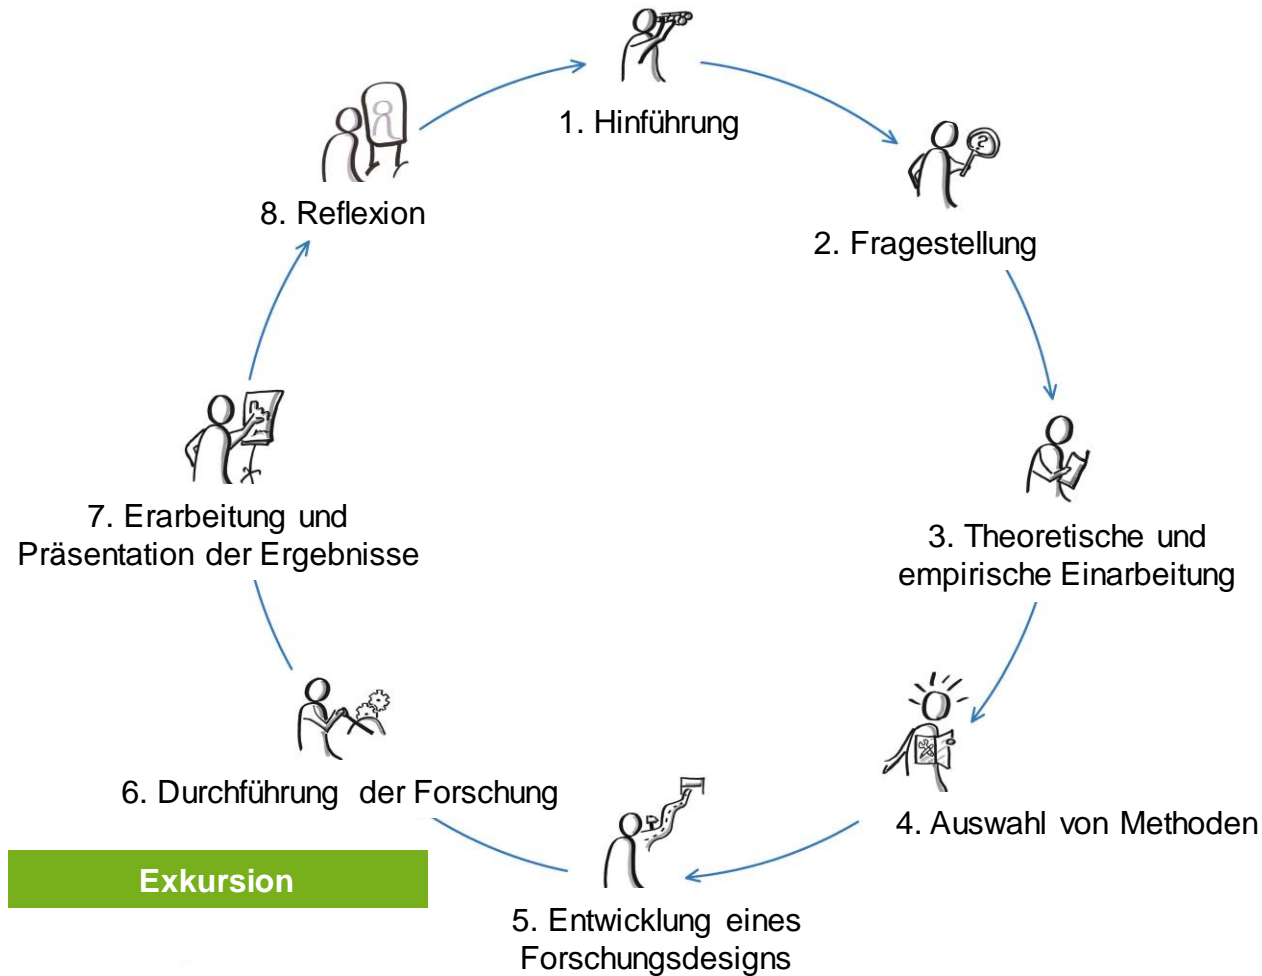 1. Hinführung
2. Fragestellung
?
3. Theoretische und
empirische Einarbeitung
4. Auswahl von Methoden
5. Entwicklung eines
Forschungsdesigns
6. Durchführung der Forschung
Exkursion
7. Erarbeitung und
Präsentation der Ergebnisse
8. Reflexion